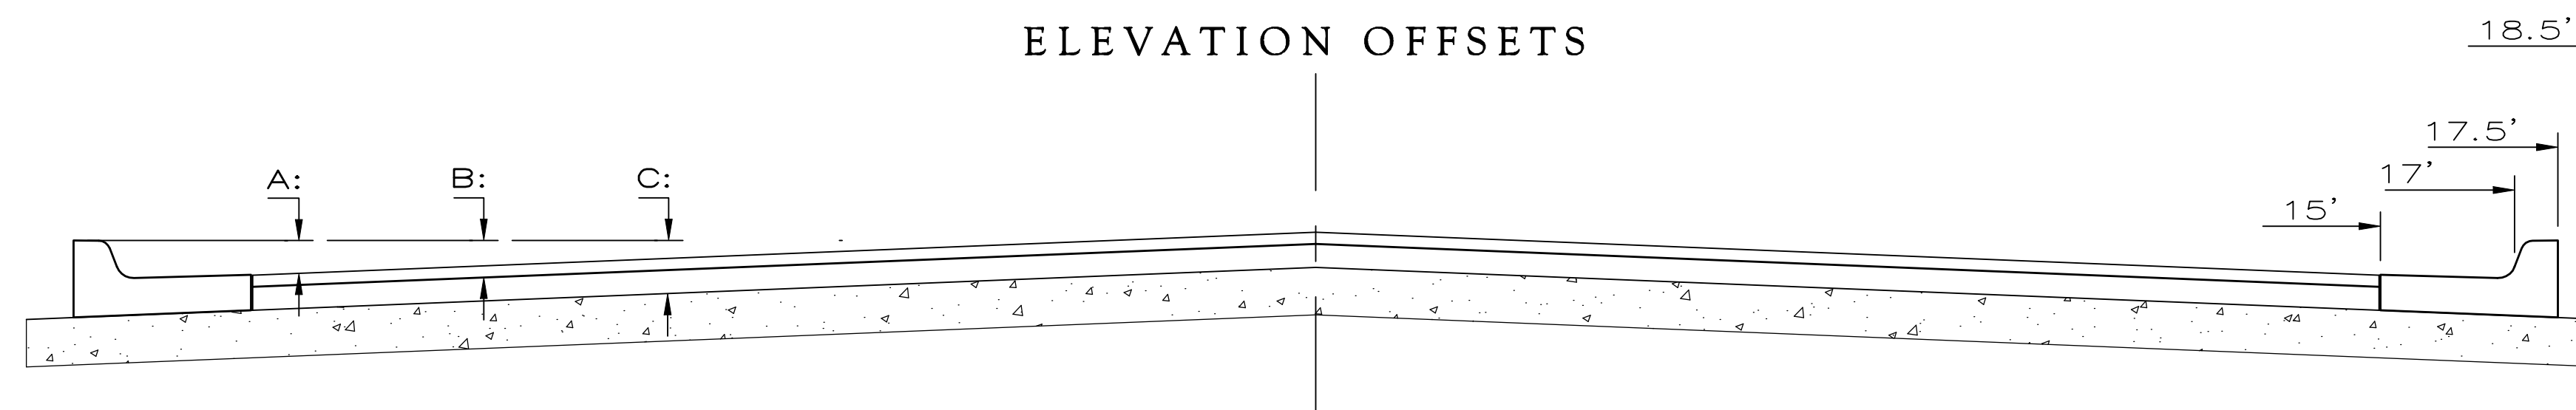 ELEVATION OFFSETS
18.5’
17.5’
17’
A:
B:
C:
15’